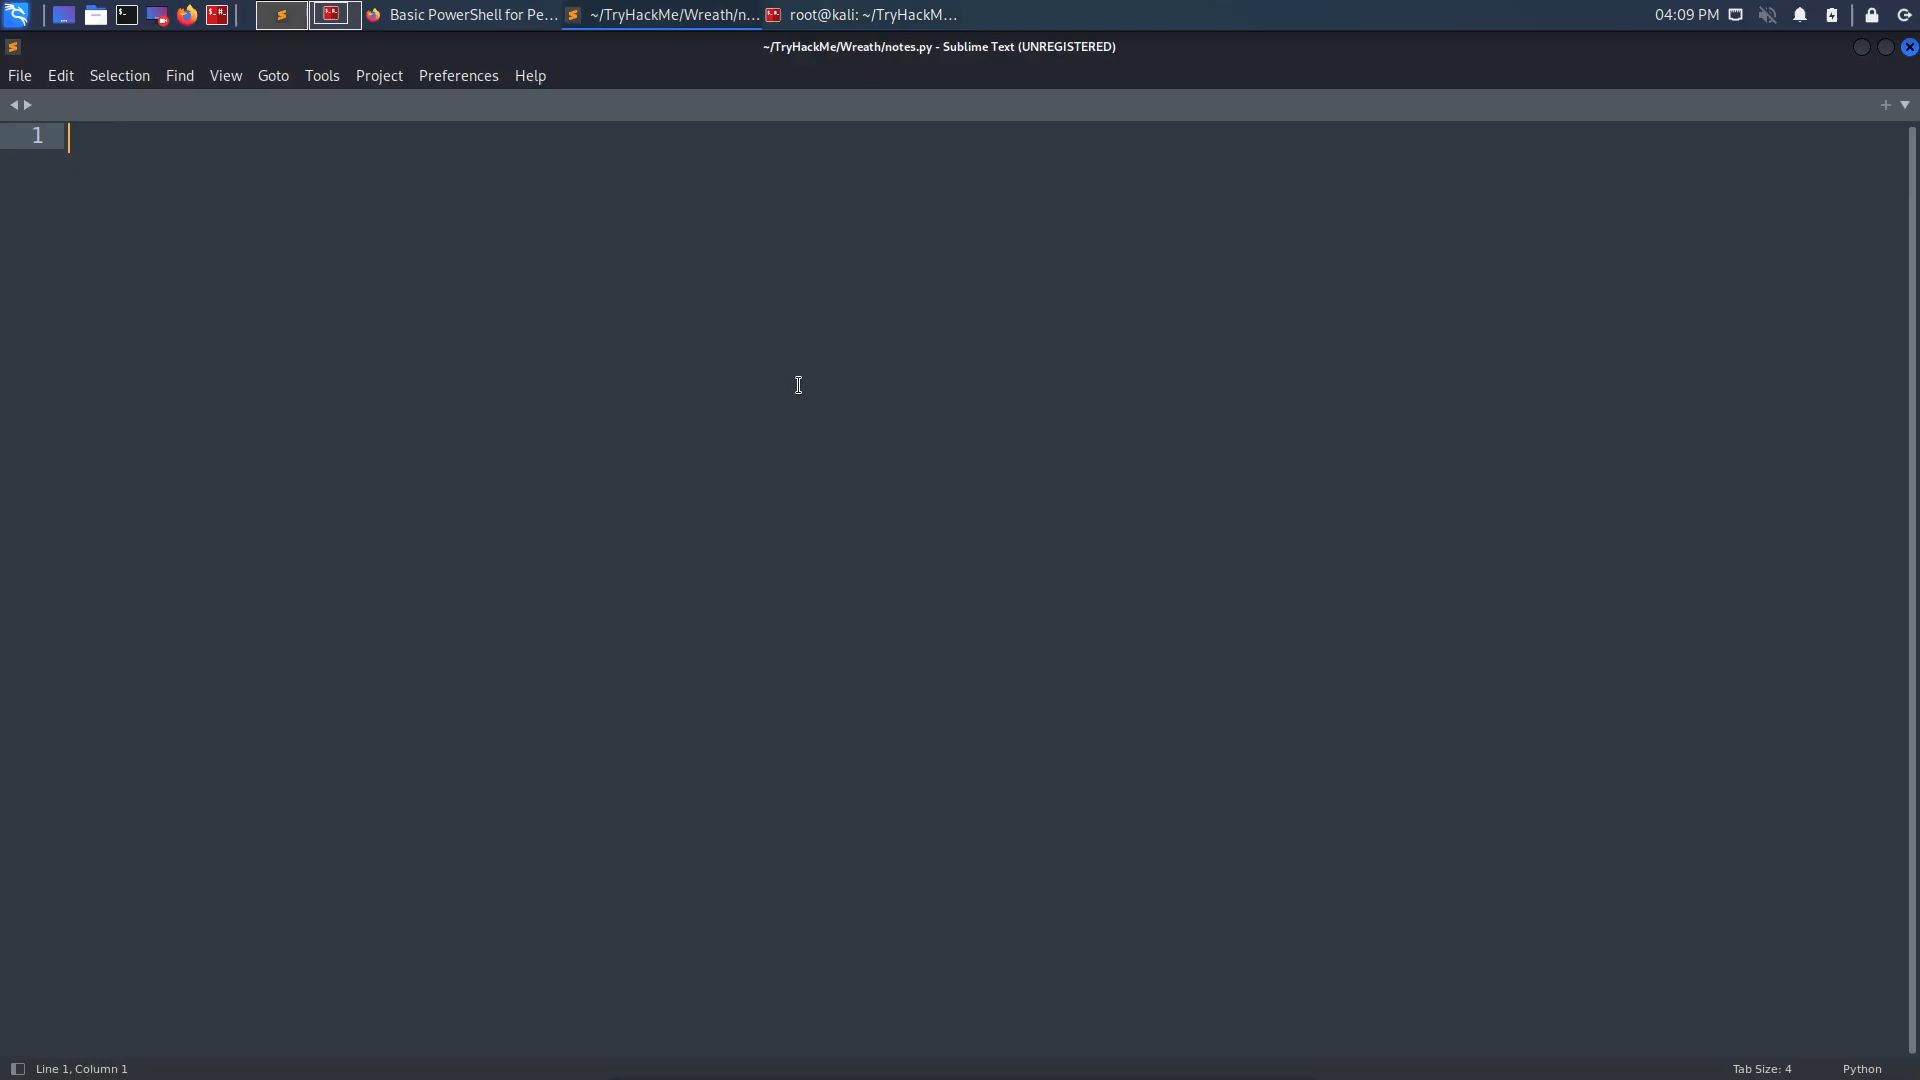 Basic PowerShell for Pe...
~/TryHackMe/Wreath/n...
root@kali: ~/TryHackM...
04:09 PM
~/TryHackMe/Wreath/notes.py - Sublime Text (UNREGISTERED)
File Edit Selection Find View Goto Tools Project Preferences Help
1
Line 1, Column 1
Tab Size: 4
Python